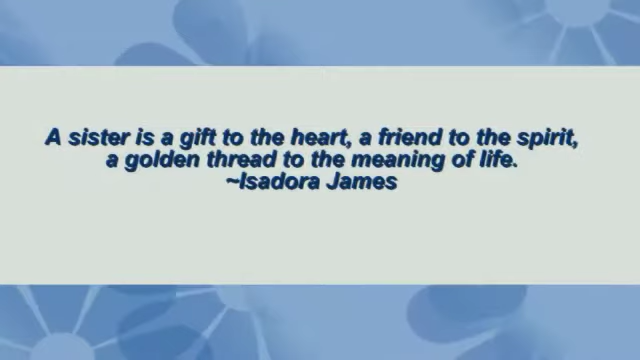 A sister is a gift to the heart, a friend to the spirit,
a golden thread to the meaning of life.
~Isadora James